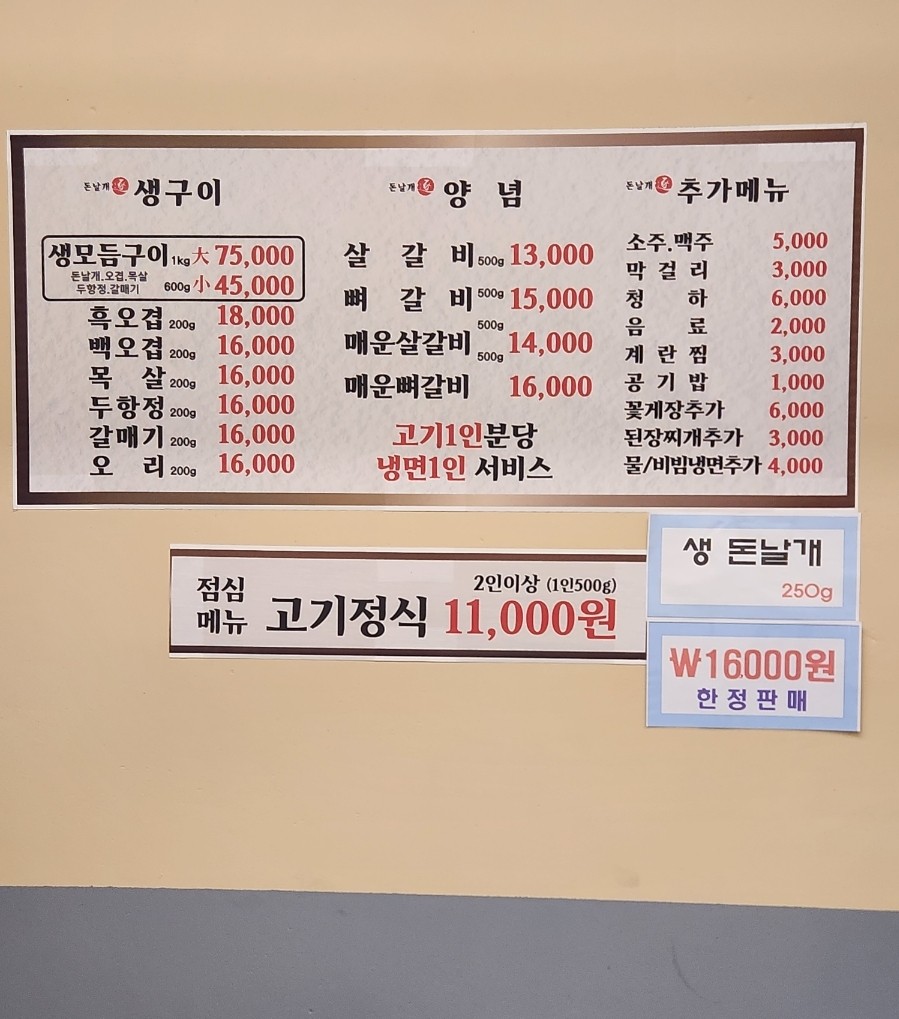 돈날개 생구이
생모듬구이 1kg 大 75,000
돈날개.오겹.목살
두항정.갈매기 600g 小 45,000
흑오겹 200g 18,000
백오겹 200g 16,000
목 살 200g 16,000
두항정 200g 16,000
갈매기 200g 16,000
오 리 200g 16,000
돈날개 양 념
살 갈 비 500g 13,000
뼈 갈 비 500g 15,000
매운살갈비 500g 14,000
매운뼈갈비 500g 16,000
고기1인분당
냉면1인 서비스
돈날개 추가메뉴
소주.맥주 5,000
막 걸 리 3,000
청 하 6,000
음 료 2,000
계 란 찜 3,000
공 기 밥 1,000
꽃게장추가 6,000
된장찌개추가 3,000
물/비빔냉면추가 4,000
점심
메뉴 고기정식 2인이상 (1인500g)
11,000원
생 돈날개
250g
₩16.000원
한정판매